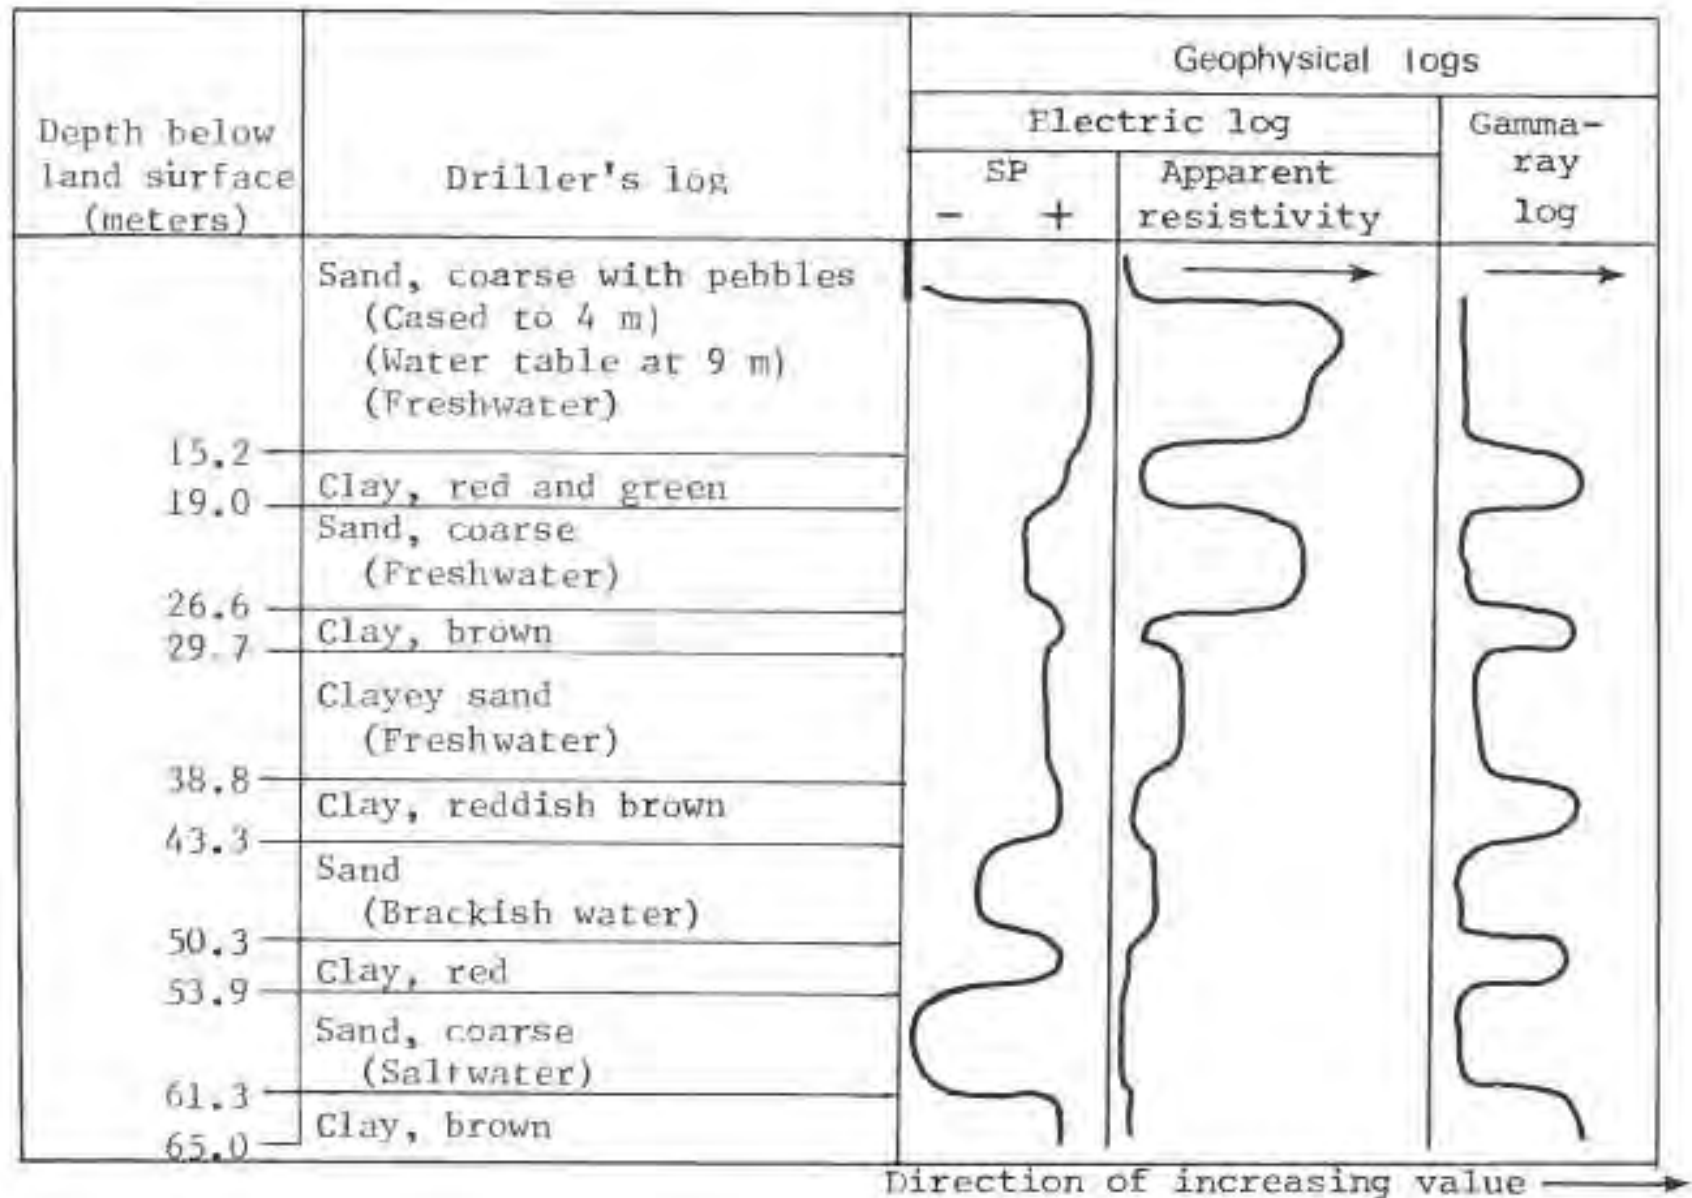 Geophysical logs
Depth below
land surface
(meters)
Driller's log
Electric log
Gamma-
ray
log
SP
- +
Apparent
resistivity
Sand, coarse with pebbles
(Cased to 4 m)
(Water table at 9 m)
(Freshwater)
15.2
Clay, red and green
19.0
Sand, coarse
(Freshwater)
26.6
Clay, brown
29.7
Clayey sand
(Freshwater)
38.8
Clay, reddish brown
43.3
Sand
(Brackish water)
50.3
Clay, red
53.9
Sand, coarse
(Saltwater)
61.3
Clay, brown
65.0
Direction of increasing value